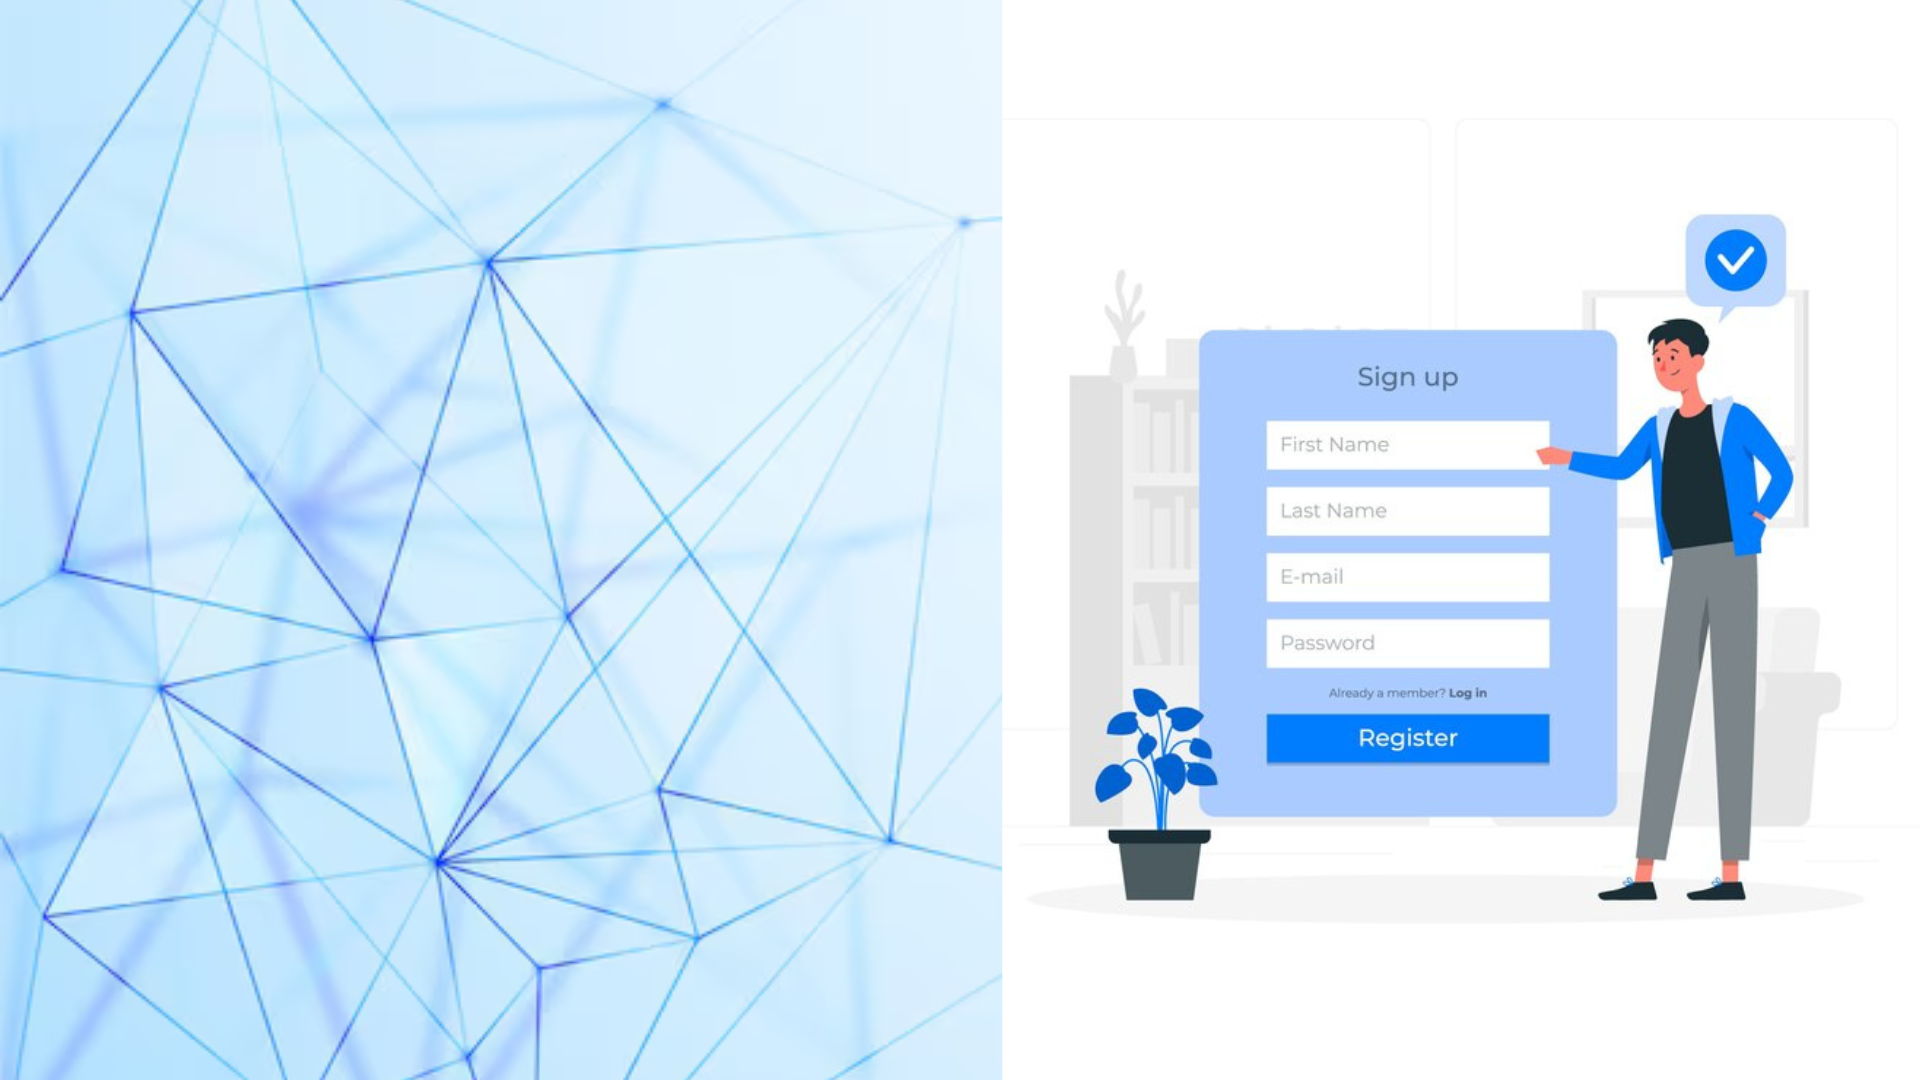 Sign up
First Name
Last Name
E-mail
Password
Already a member? Log in
Register